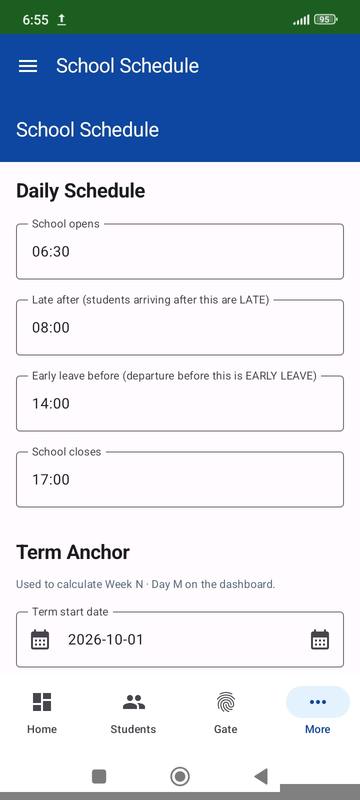 6:55
95
School Schedule
School Schedule
Daily Schedule
School opens
06:30
Late after (students arriving after this are LATE)
08:00
Early leave before (departure before this is EARLY LEAVE)
14:00
School closes
17:00
Term Anchor
Used to calculate Week N · Day M on the dashboard.
Term start date
2026-10-01
Home
Students
Gate
More